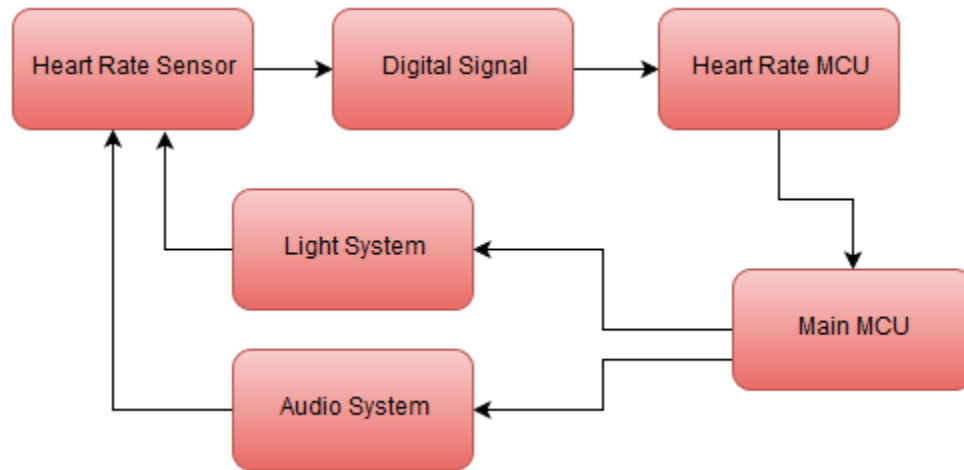 Heart Rate Sensor
Digital Signal
Heart Rate MCU
Light System
Main MCU
Audio System